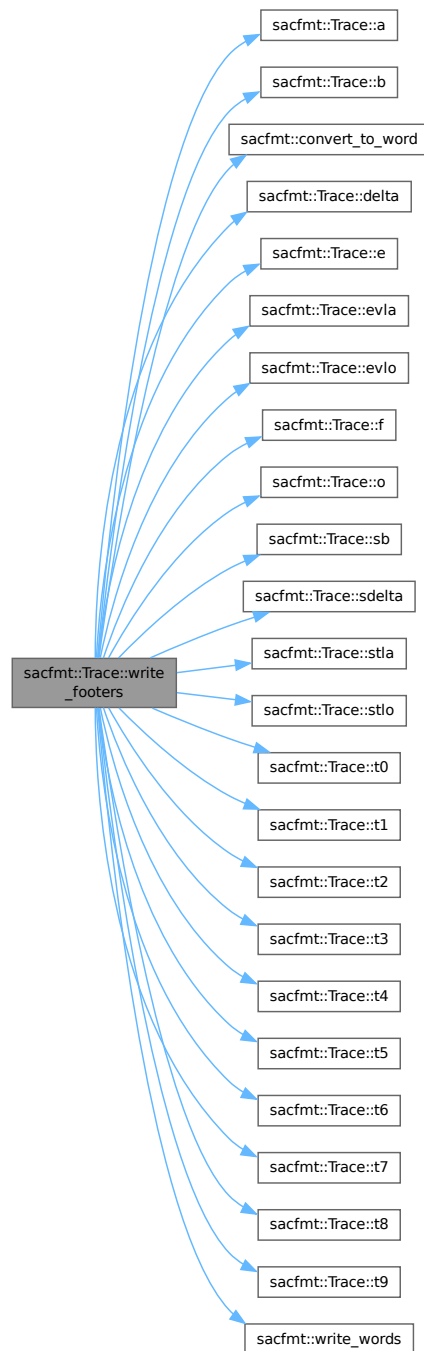 sacfmt::Trace::a
sacfmt::Trace::b
sacfmt::convert_to_word
sacfmt::Trace::delta
sacfmt::Trace::e
sacfmt::Trace::evla
sacfmt::Trace::evlo
sacfmt::Trace::f
sacfmt::Trace::o
sacfmt::Trace::sb
sacfmt::Trace::sdelta
sacfmt::Trace::write
_footers
sacfmt::Trace::stla
sacfmt::Trace::stlo
sacfmt::Trace::t0
sacfmt::Trace::t1
sacfmt::Trace::t2
sacfmt::Trace::t3
sacfmt::Trace::t4
sacfmt::Trace::t5
sacfmt::Trace::t6
sacfmt::Trace::t7
sacfmt::Trace::t8
sacfmt::Trace::t9
sacfmt::write_words